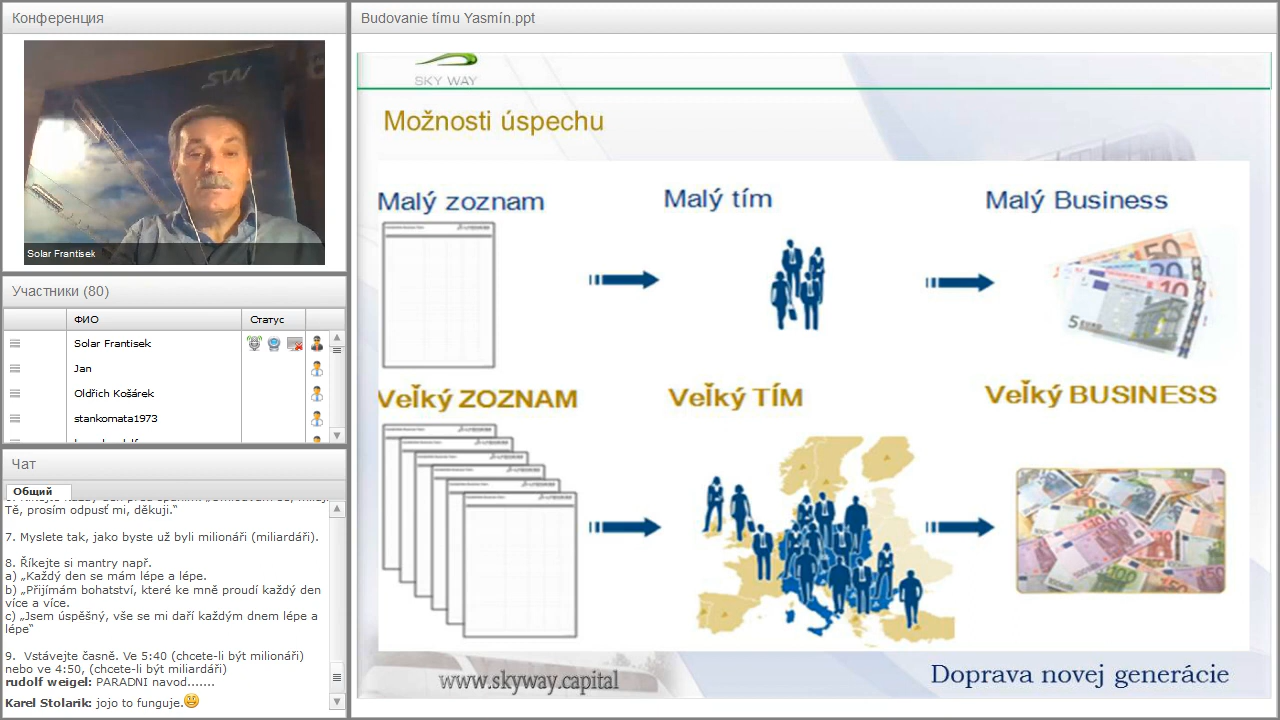 Конференция
SW
Solar Frantisek
Участники (80)
ФИО
Статус
Solar Frantisek
Jan
Oldřich Košárek
stankomata1973
Чат
Общий
Tě, prosím odpusť mi, děkuji.“
7. Myslete tak, jako byste už byli milionáři (miliardáři).
8. Říkejte si mantry např.
a) „Každý den se mám lépe a lépe.
b) „Přijímám bohatství, které ke mně proudí každý den
více a více.
c) „Jsem úspěšný, vše se mi daří každým dnem lépe a
lépe“
9. Vstávejte časně. Ve 5:40 (chcete-li být milionáři)
nebo ve 4:50, (chcete-li být miliardáři)
rudolf weigel: PARADNI navod.......
Karel Stolarik: jojo to funguje.
Budovanie tímu Yasmín.ppt
SKY WAY
Možnosti úspechu
Malý zoznam
Malý tím
Malý Business
50
20
10
5
Veľký ZOZNAM
Veľký TÍM
Veľký BUSINESS
www.skyway.capital
Doprava novej generácie